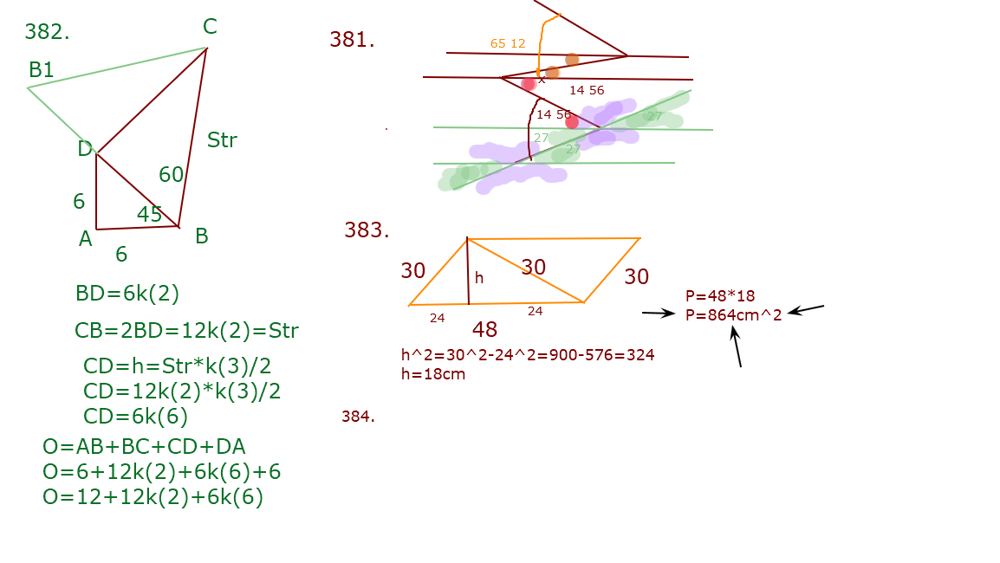 382.
C
B1
D
Str
60
6
45
A
B
6
BD=6k(2)
CB=2BD=12k(2)=Str
CD=h=Str*k(3)/2
CD=12k(2)*k(3)/2
CD=6k(6)
O=AB+BC+CD+DA
O=6+12k(2)+6k(6)+6
O=12+12k(2)+6k(6)
381.
65 12
x
14 56
14 56
27
27
27
383.
30
h
30
30
24
24
48
P=48*18
P=864cm^2
h^2=30^2-24^2=900-576=324
h=18cm
384.